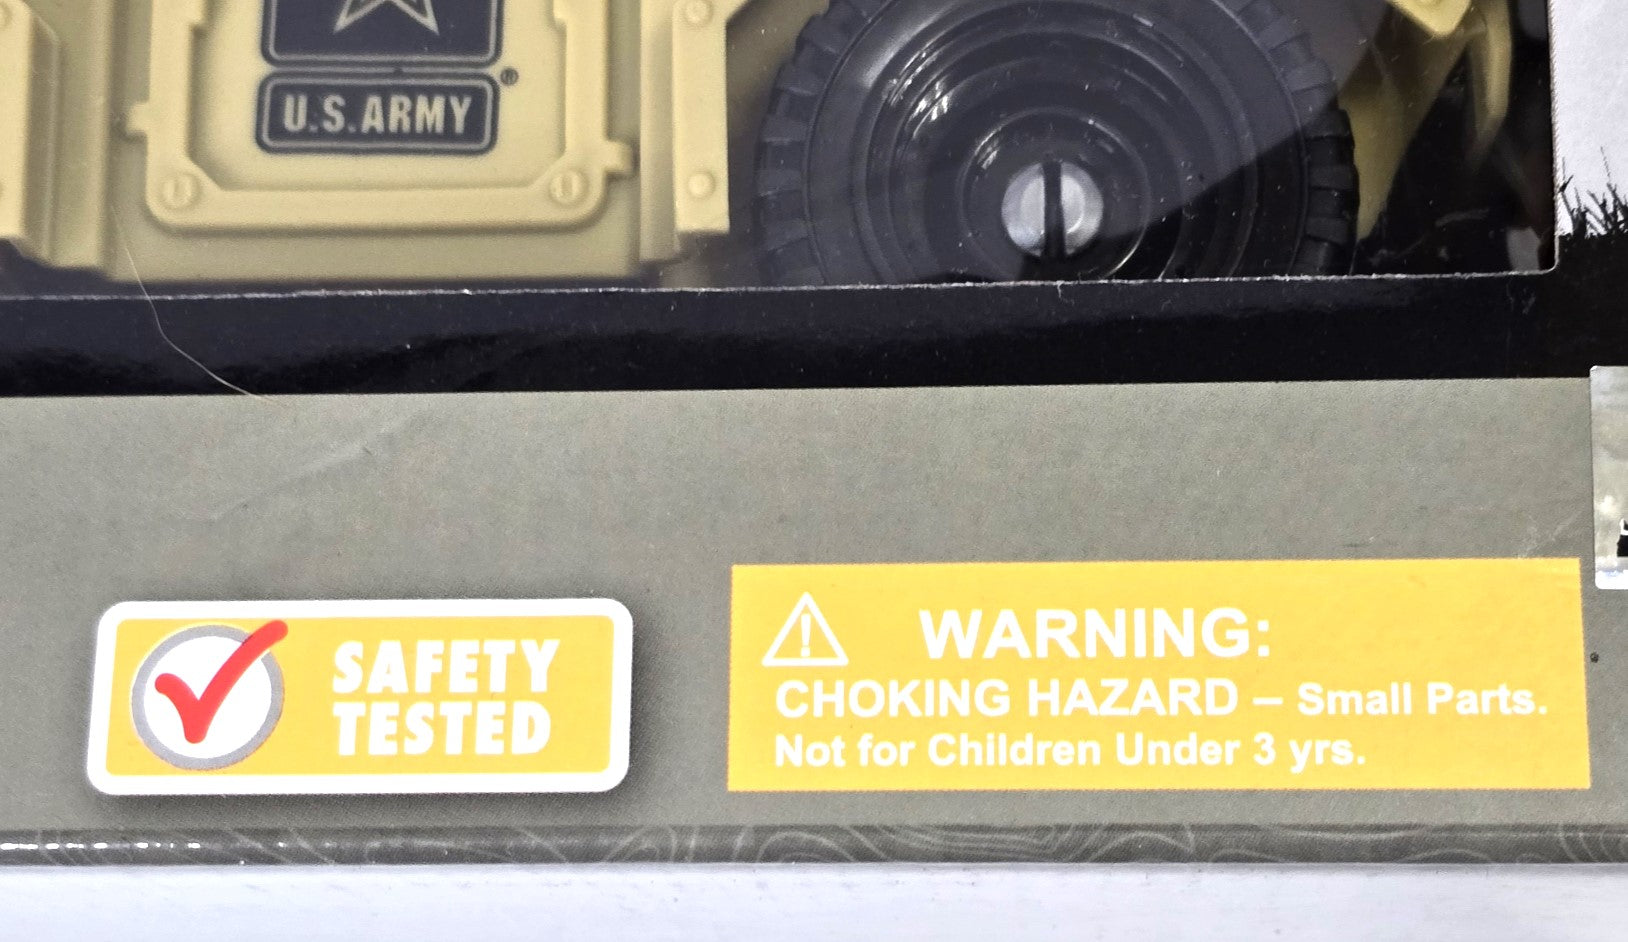 U.S.ARMY®
SAFETY
TESTED
WARNING:
CHOKING HAZARD – Small Parts.
Not for Children Under 3 yrs.